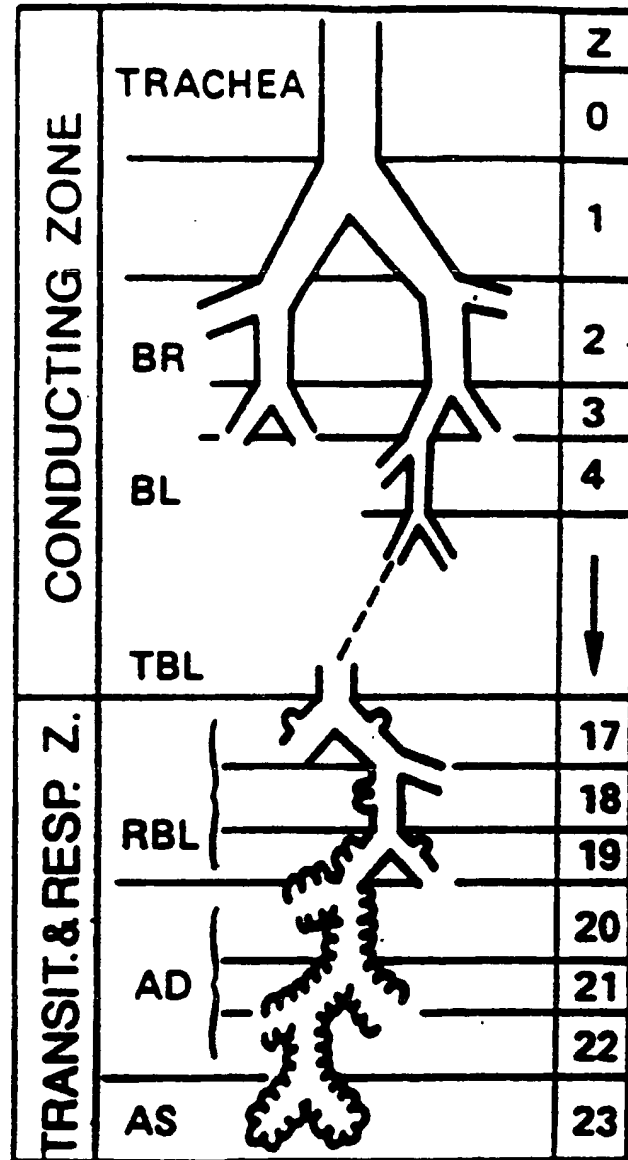 Z
TRACHEA
0
CONDUCTING ZONE
1
BR
2
3
BL
4
TBL
TRANSIT.& RESP. Z.
17
18
RBL
19
20
AD
21
22
AS
23